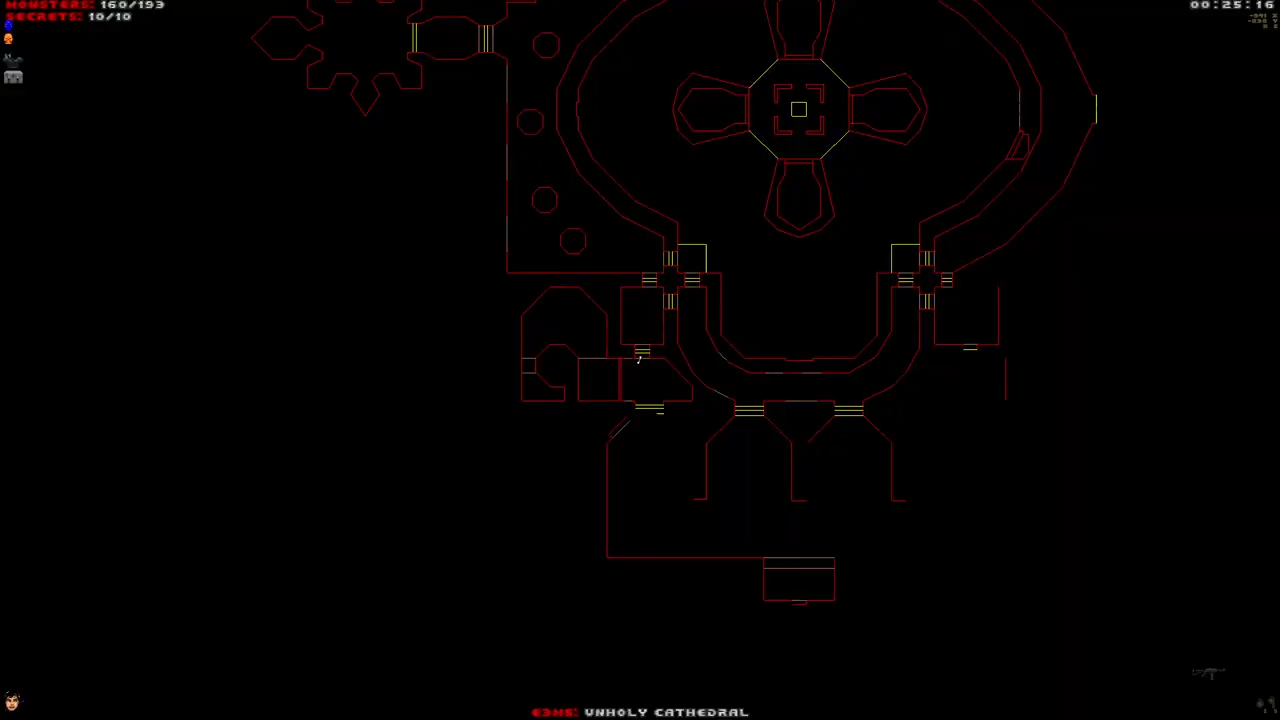 MONSTERS: 160/193
SECRETS: 10/10
00:25:16
E3M5: UNHOLY CATHEDRAL